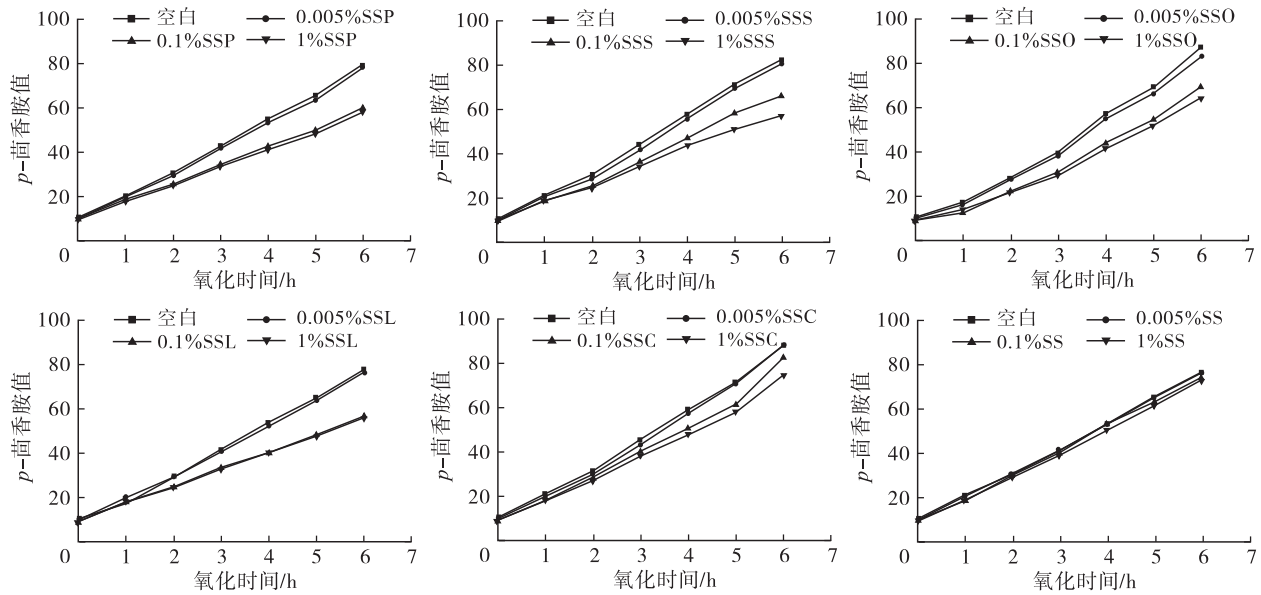 空白 0.005%SSP
0.1%SSP 1%SSP
p-茴香胺值
100
80
60
40
20
0 1 2 3 4 5 6 7
氧化时间/h
空白 0.005%SSS
0.1%SSS 1%SSS
p-茴香胺值
100
80
60
40
20
0 1 2 3 4 5 6 7
氧化时间/h
空白 0.005%SSO
0.1%SSO 1%SSO
p-茴香胺值
100
80
60
40
20
0 1 2 3 4 5 6 7
氧化时间/h
空白 0.005%SSL
0.1%SSL 1%SSL
p-茴香胺值
100
80
60
40
20
0 1 2 3 4 5 6 7
氧化时间/h
空白 0.005%SSC
0.1%SSC 1%SSC
p-茴香胺值
100
80
60
40
20
0 1 2 3 4 5 6 7
氧化时间/h
空白 0.005%SS
0.1%SS 1%SS
p-茴香胺值
100
80
60
40
20
0 1 2 3 4 5 6 7
氧化时间/h